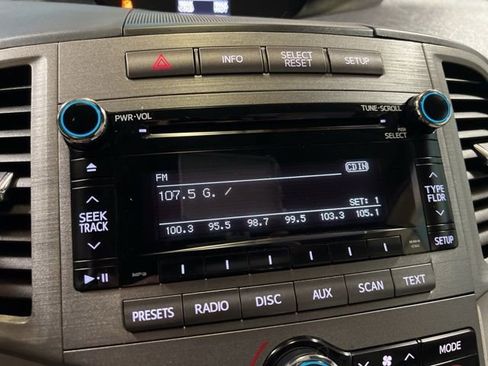 INFO
SELECT
RESET
SETUP
PWR·VOL
TUNE·SCROLL
PUSH
SELECT
FM
CD IN
107.5 G. /
SET: 1
100.3 95.5 98.7 99.5 103.3 105.1
SEEK
TRACK
TYPE
FLDR
SETUP
MP3
PRESETS
RADIO
DISC
AUX
SCAN
TEXT
MODE